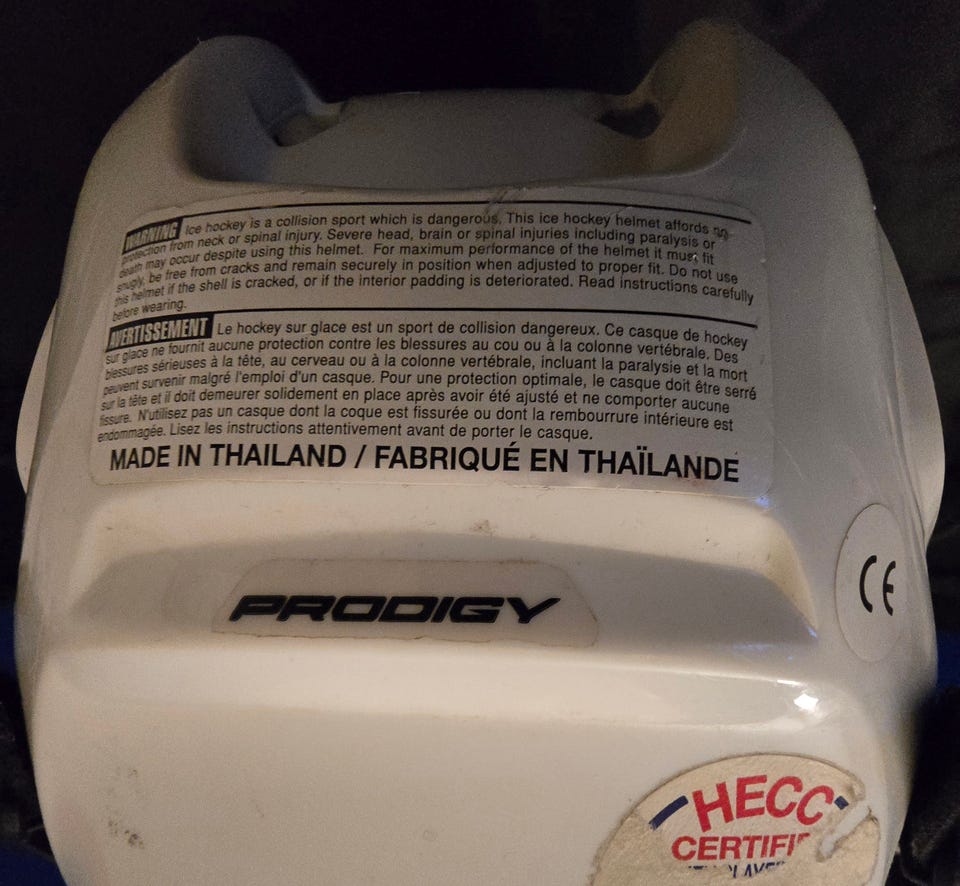 WARNING Ice hockey is a collision sport which is dangerous. This ice hockey helmet affords no
protection from neck or spinal injury. Severe head, brain or spinal injuries including paralysis or
death may occur despite using this helmet. For maximum performance of the helmet it must fit
snugly, be free from cracks and remain securely in position when adjusted to proper fit. Do not use
this helmet if the shell is cracked, or if the interior padding is deteriorated. Read instructions carefully
before wearing.
AVERTISSEMENT Le hockey sur glace est un sport de collision dangereux. Ce casque de hockey
sur glace ne fournit aucune protection contre les blessures au cou ou à la colonne vertébrale. Des
blessures sérieuses à la tête, au cerveau ou à la colonne vertébrale, incluant la paralysie et la mort
peuvent survenir malgré l'emploi d'un casque. Pour une protection optimale, le casque doit être serré
sur la tête et il doit demeurer solidement en place après avoir été ajusté et ne comporter aucune
fissure. N'utilisez pas un casque dont la coque est fissurée ou dont la rembourrure intérieure est
endommagée. Lisez les instructions attentivement avant de porter le casque.
MADE IN THAILAND / FABRIQUÉ EN THAÏLANDE
PRODIGY
CE
HECC
CERTIFI